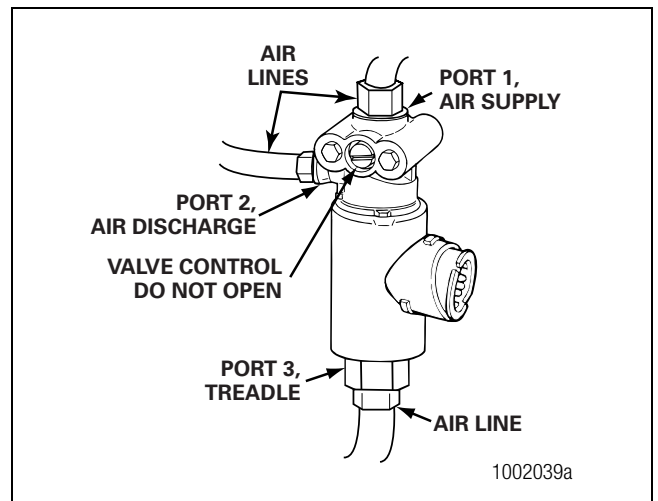 AIR
LINES
PORT 1,
AIR SUPPLY
PORT 2,
AIR DISCHARGE
VALVE CONTROL
DO NOT OPEN
PORT 3,
TREADLE
AIR LINE
1002039a